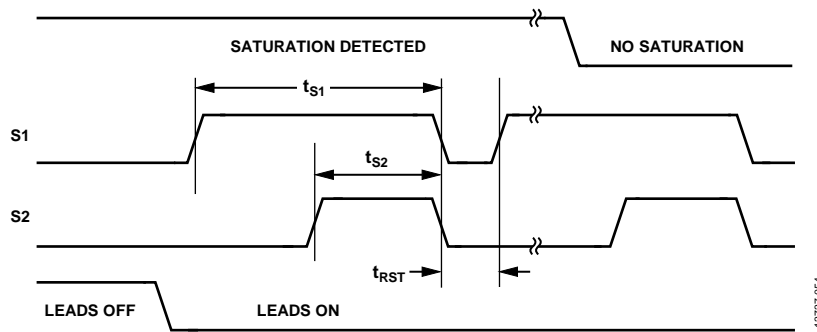 SATURATION DETECTED
NO SATURATION
tS1
S1
tS2
S2
tRST
LEADS OFF
LEADS ON